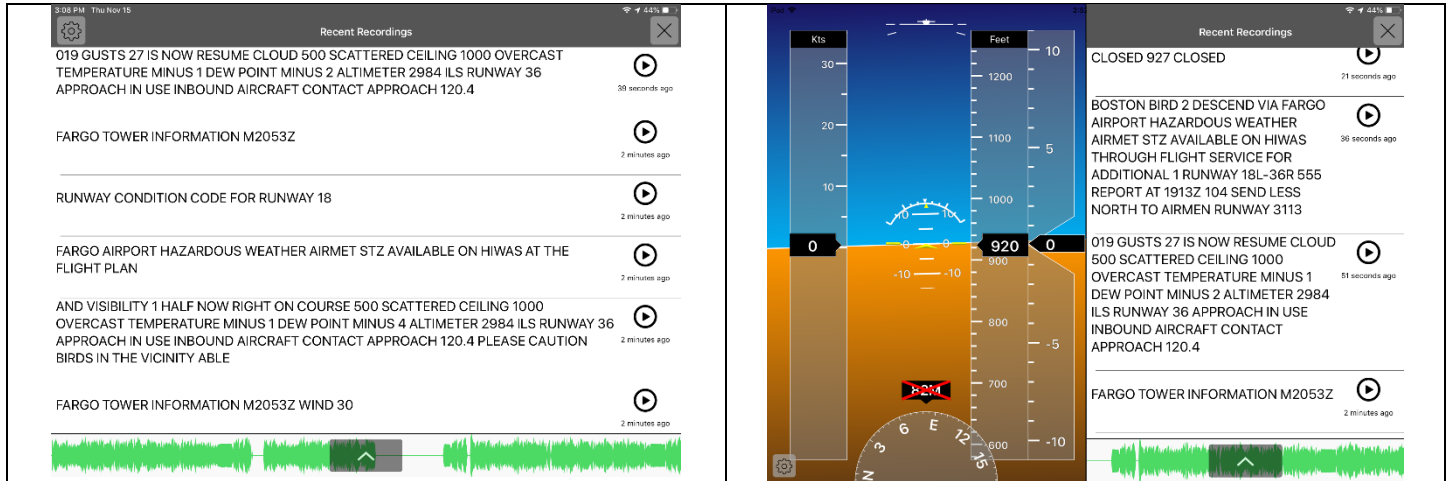 3:08 PM Thu Nov 15
44%
Recent Recordings
019 GUSTS 27 IS NOW RESUME CLOUD 500 SCATTERED CEILING 1000 OVERCAST
TEMPERATURE MINUS 1 DEW POINT MINUS 2 ALTIMETER 2984 ILS RUNWAY 36
APPROACH IN USE INBOUND AIRCRAFT CONTACT APPROACH 120.4
39 seconds ago
FARGO TOWER INFORMATION M2053Z
2 minutes ago
RUNWAY CONDITION CODE FOR RUNWAY 18
2 minutes ago
FARGO AIRPORT HAZARDOUS WEATHER AIRMET STZ AVAILABLE ON HIWAS AT THE
FLIGHT PLAN
2 minutes ago
AND VISIBILITY 1 HALF NOW RIGHT ON COURSE 500 SCATTERED CEILING 1000
OVERCAST TEMPERATURE MINUS 1 DEW POINT MINUS 4 ALTIMETER 2984 ILS RUNWAY 36
APPROACH IN USE INBOUND AIRCRAFT CONTACT APPROACH 120.4 PLEASE CAUTION
BIRDS IN THE VICINITY ABLE
2 minutes ago
FARGO TOWER INFORMATION M2053Z WIND 30
2 minutes ago
Kts
30
20
10
0
10 10
0 0
-10 -10
82M
3 6 E 12 15
N
Feet
1200
1100
1000
920
900
800
700
600
10
5
0
-5
-10
44%
Recent Recordings
CLOSED 927 CLOSED
21 seconds ago
BOSTON BIRD 2 DESCEND VIA FARGO
AIRPORT HAZARDOUS WEATHER
AIRMET STZ AVAILABLE ON HIWAS
THROUGH FLIGHT SERVICE FOR
ADDITIONAL 1 RUNWAY 18L-36R 555
REPORT AT 1913Z 104 SEND LESS
NORTH TO AIRMEN RUNWAY 3113
36 seconds ago
019 GUSTS 27 IS NOW RESUME CLOUD
500 SCATTERED CEILING 1000
OVERCAST TEMPERATURE MINUS 1
DEW POINT MINUS 2 ALTIMETER 2984
ILS RUNWAY 36 APPROACH IN USE
INBOUND AIRCRAFT CONTACT
APPROACH 120.4
51 seconds ago
FARGO TOWER INFORMATION M2053Z
2 minutes ago